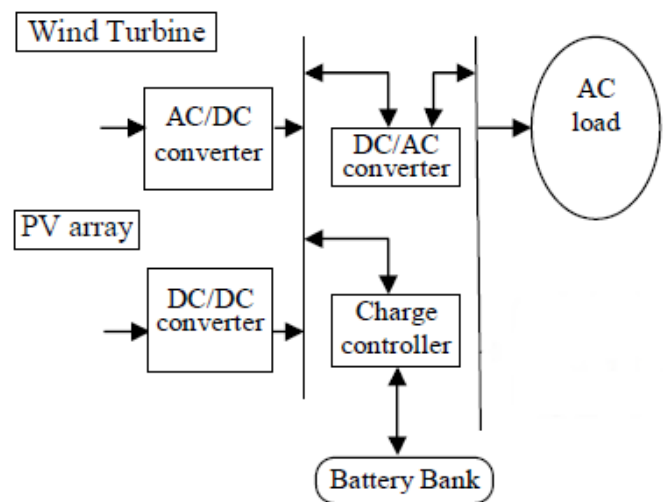 Wind Turbine
AC/DC
converter
DC/AC
converter
AC
load
PV array
DC/DC
converter
Charge
controller
Battery Bank